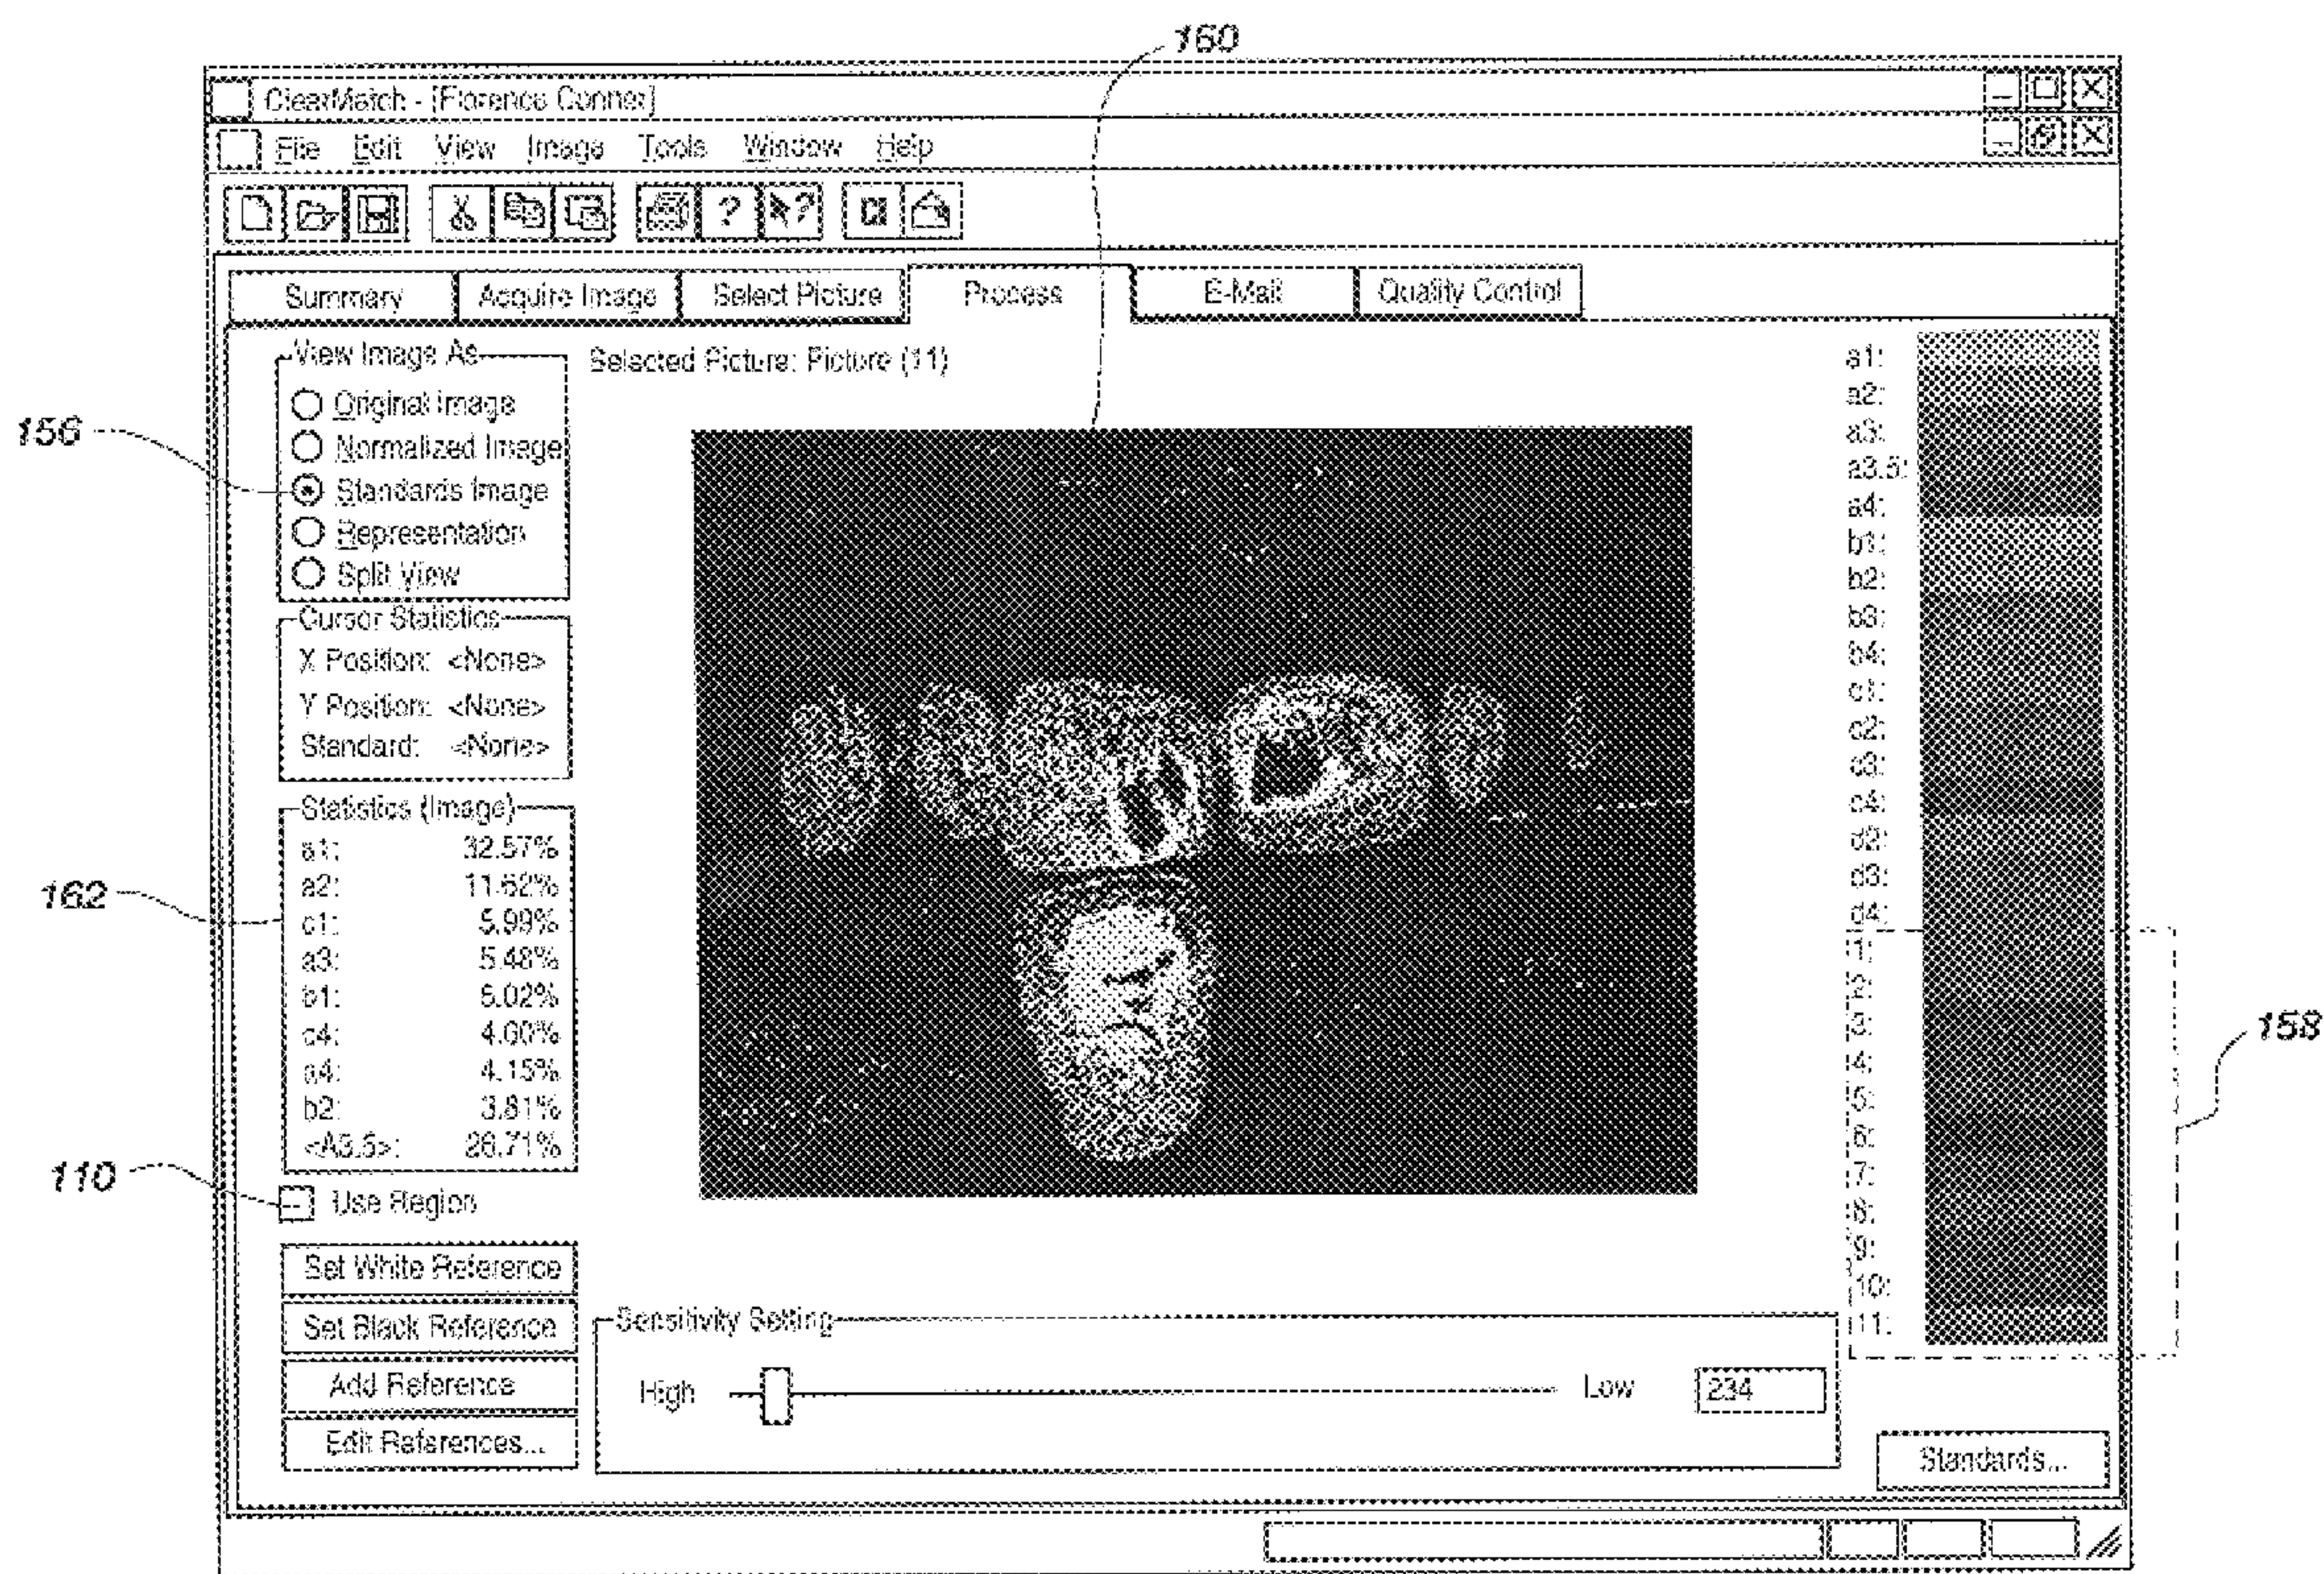 160
ClearMatch - [Florence Conner]
File Edit View Image Tools Window Help
Summary Acquire Image Select Picture Process E-Mail Quality Control
View Image As
Selected Picture: Picture (11)
Original Image
Normalized Image
156
Standards Image
Representation
Split View
Cursor Statistics
X Position: <None>
Y Position: <None>
Standard: <None>
Statistics (Image)
a1: 32.57%
a2: 11.62%
162
c1: 5.99%
a3: 5.48%
b1: 5.02%
c4: 4.00%
a4: 4.15%
b2: 3.81%
<A3.5>: 26.71%
110
Use Region
Set White Reference
Set Black Reference
Add Reference
Edit References...
Sensitivity Setting
High Low 234
a1:
a2:
a3:
a3.5:
a4:
b1:
b2:
b3:
b4:
c1:
c2:
c3:
c4:
d2:
d3:
d4:
1:
2:
3:
4:
5:
6:
7:
8:
9:
10:
11:
158
Standards...